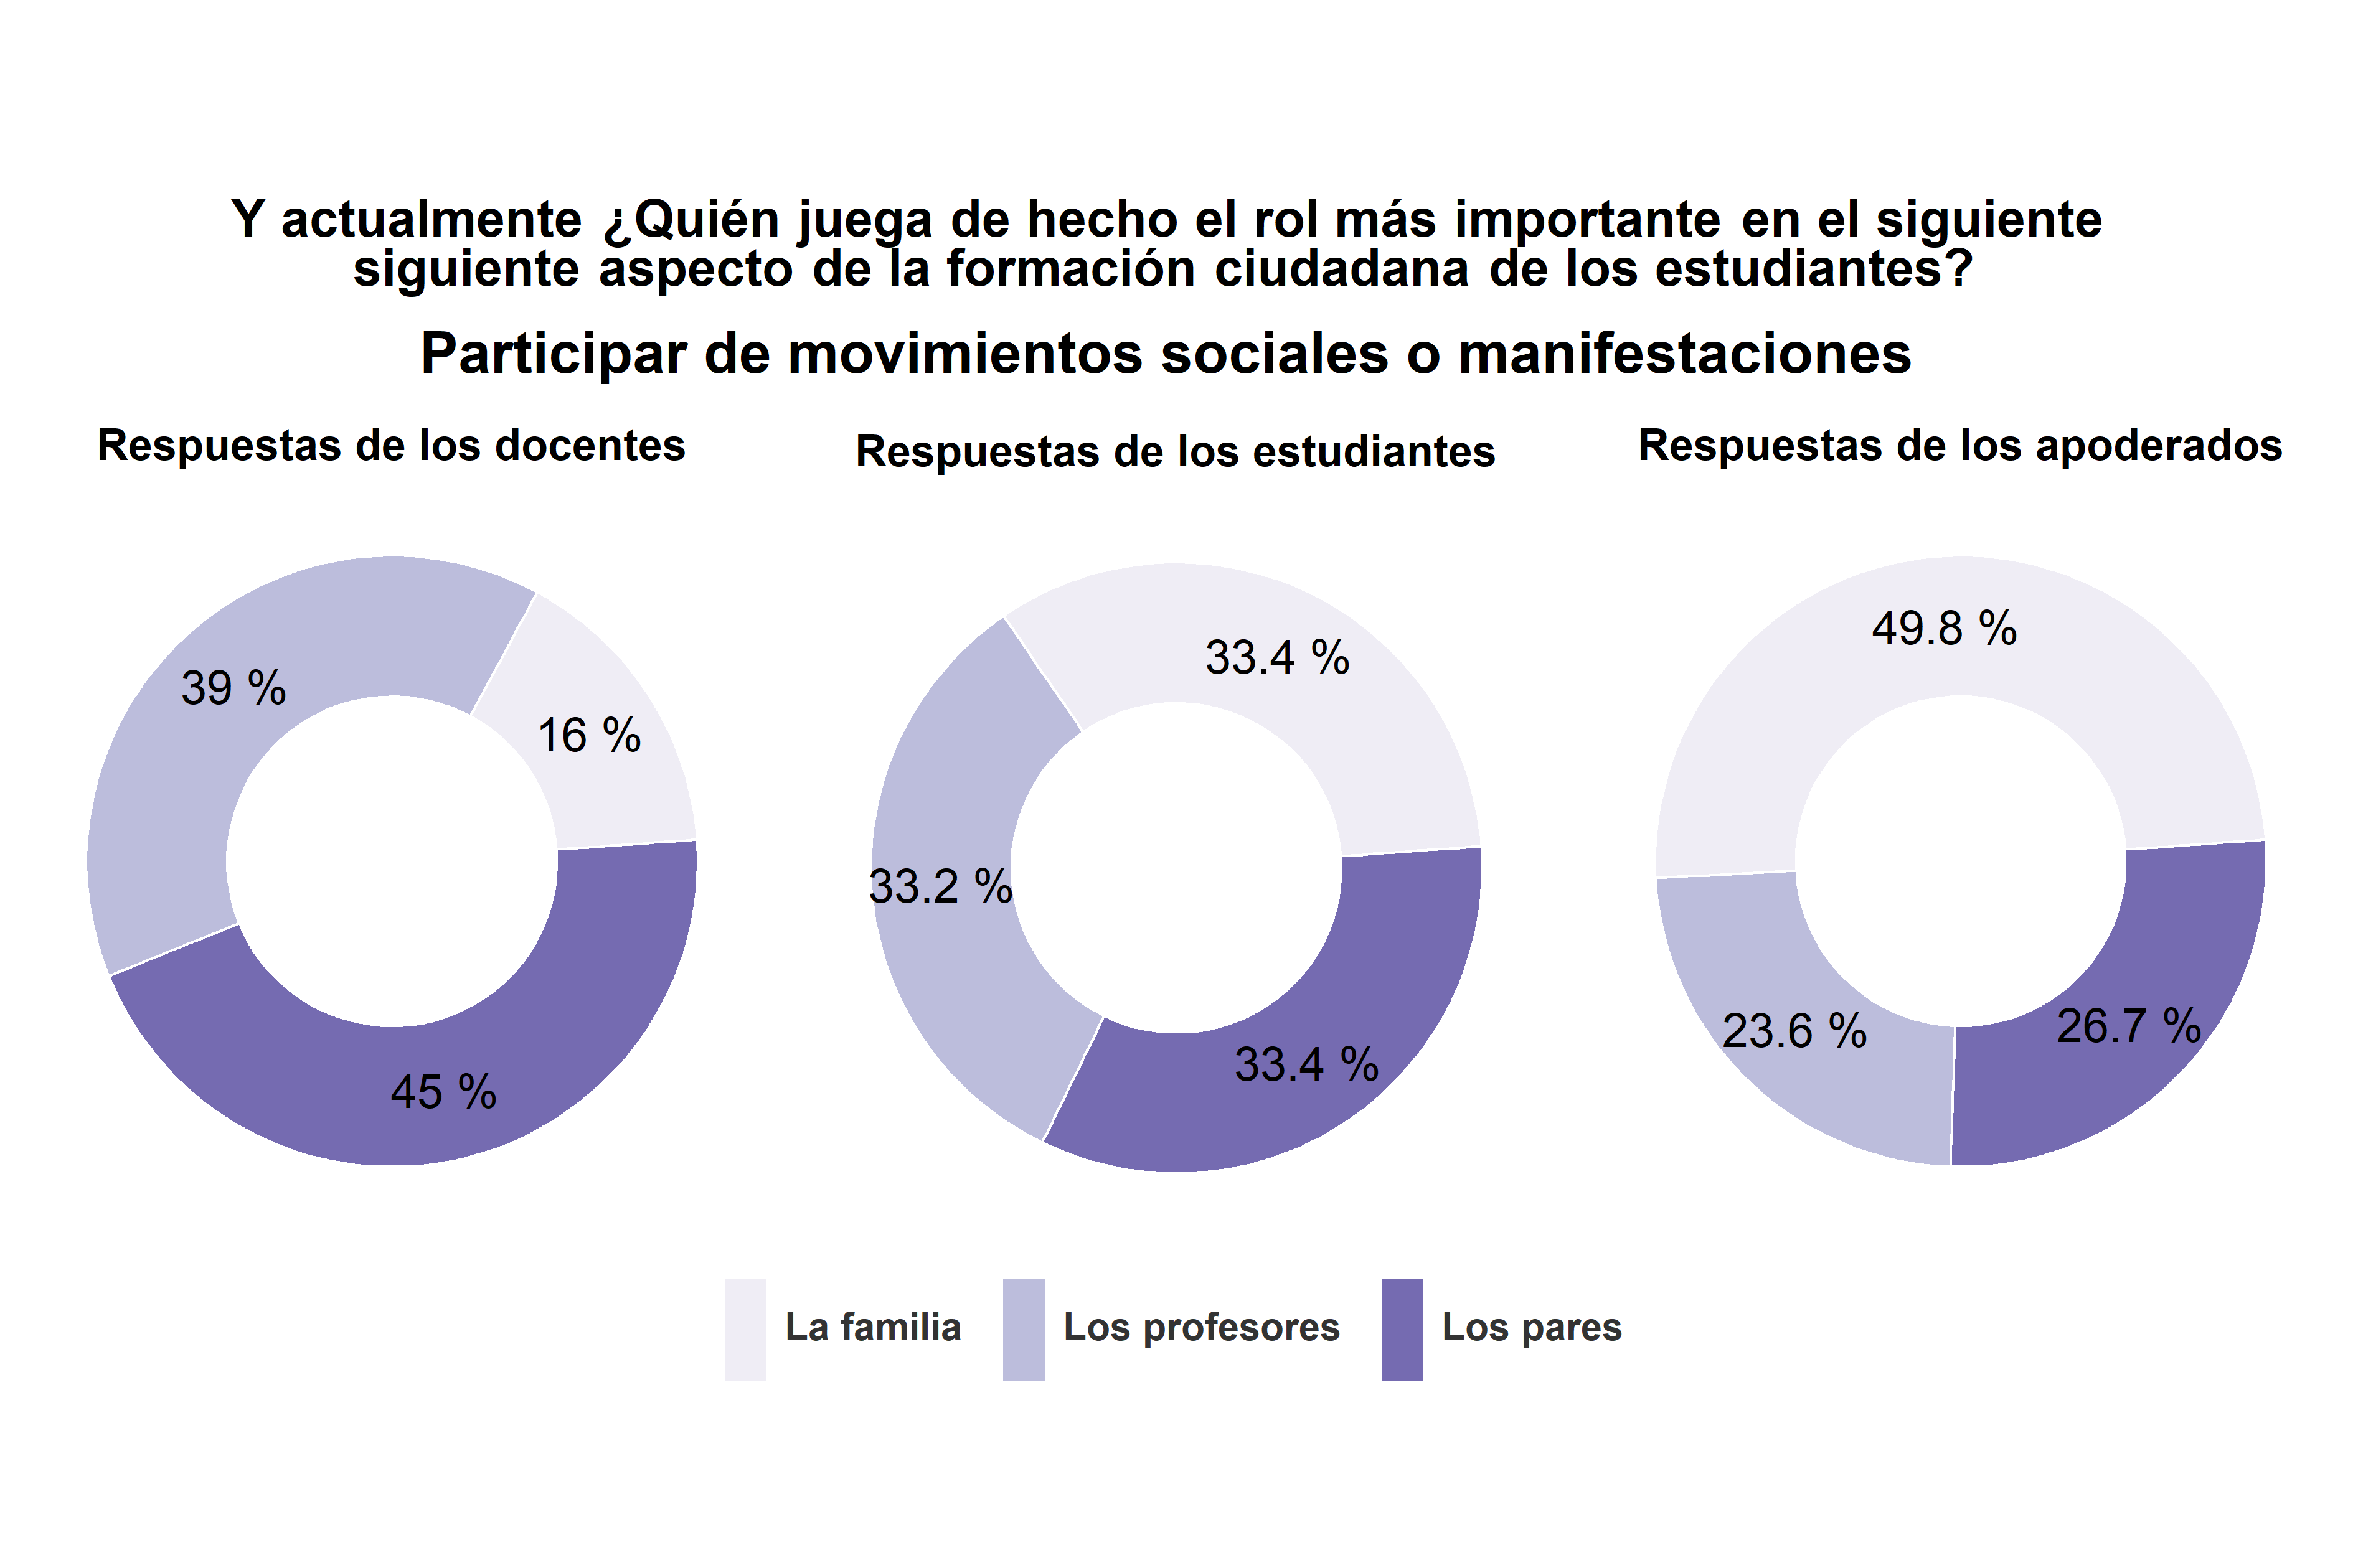 Y actualmente ¿Quién juega de hecho el rol más importante en el siguiente
siguiente aspecto de la formación ciudadana de los estudiantes?
Participar de movimientos sociales o manifestaciones
Respuestas de los docentes
39 %
16 %
45 %
Respuestas de los estudiantes
33.4 %
33.2 %
33.4 %
Respuestas de los apoderados
49.8 %
23.6 %
26.7 %
La familia
Los profesores
Los pares